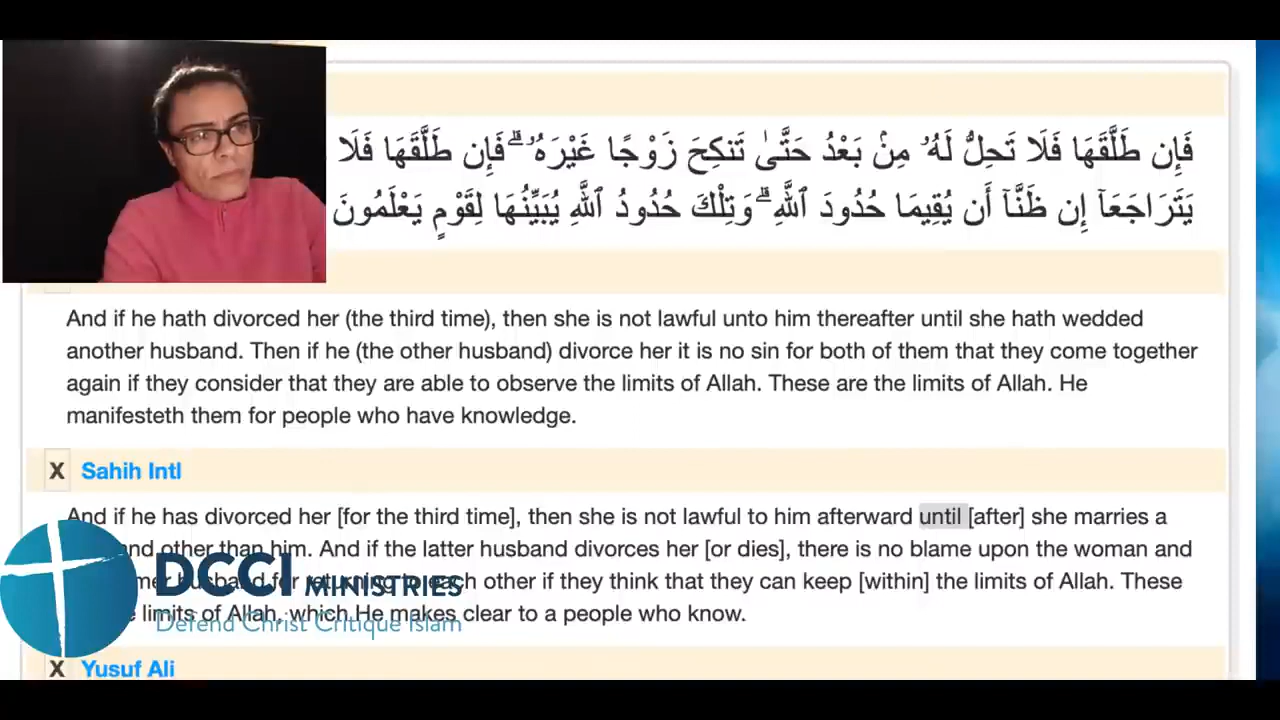 فَإِن طَلَّقَهَا فَلَا تَحِلُّ لَهُۥ مِنۢ بَعْدُ حَتَّىٰ تَنكِحَ زَوْجًا غَيْرَهُۥ ۗ فَإِن طَلَّقَهَا فَلَا
يَتَرَاجَعَآ إِن ظَنَّآ أَن يُقِيمَا حُدُودَ ٱللَّهِ ۗ وَتِلْكَ حُدُودُ ٱللَّهِ يُبَيِّنُهَا لِقَوْمٍ يَعْلَمُونَ
And if he hath divorced her (the third time), then she is not lawful unto him thereafter until she hath wedded
another husband. Then if he (the other husband) divorce her it is no sin for both of them that they come together
again if they consider that they are able to observe the limits of Allah. These are the limits of Allah. He
manifesteth them for people who have knowledge.
X Sahih Intl
And if he has divorced her [for the third time], then she is not lawful to him afterward until [after] she marries a
nd other than him. And if the latter husband divorces her [or dies], there is no blame upon the woman and
mer husband for returning to each other if they think that they can keep [within] the limits of Allah. These
limits of Allah, which He makes clear to a people who know.
DCCI MINISTRIES
Defend Christ Critique Islam
X Yusuf Ali